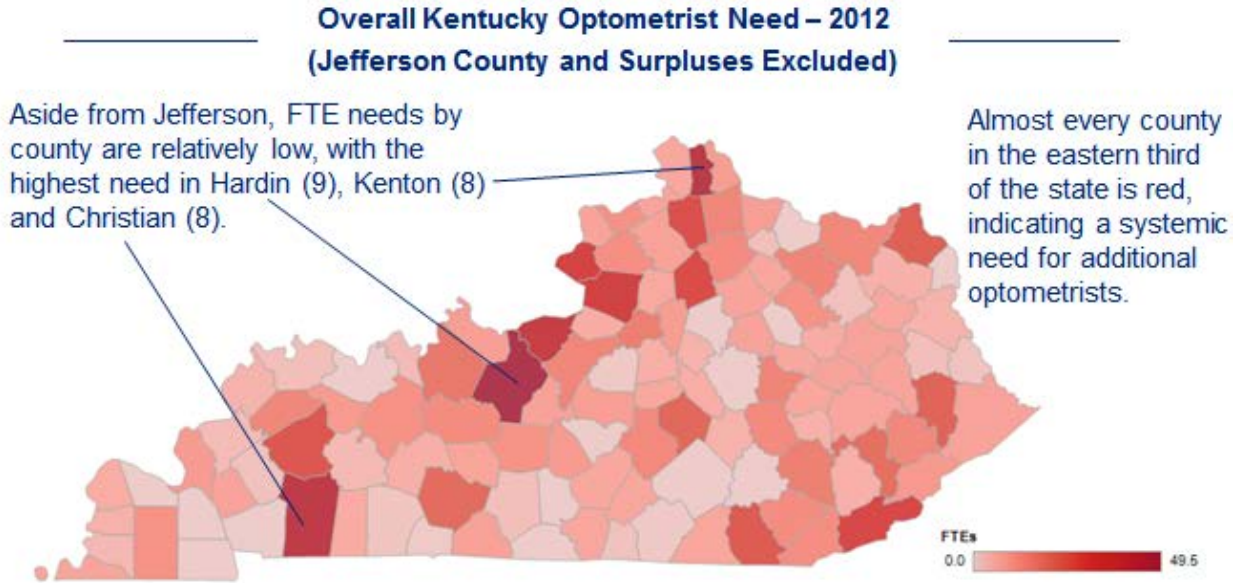 Overall Kentucky Optometrist Need – 2012
(Jefferson County and Surpluses Excluded)
Aside from Jefferson, FTE needs by
county are relatively low, with the
highest need in Hardin (9), Kenton (8)
and Christian (8).
Almost every county
in the eastern third
of the state is red,
indicating a systemic
need for additional
optometrists.
FTEs
0.0 49.5